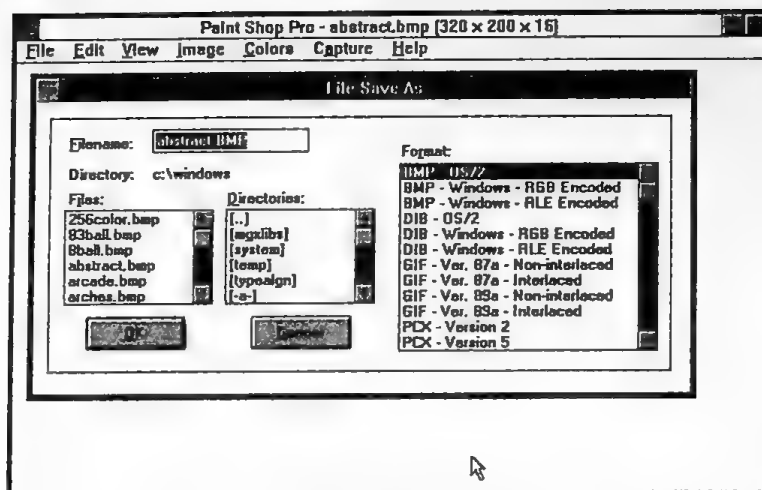 Paint Shop Pro - abstract.bmp [320 x 200 x 16]
File Edit View Image Colors Capture Help
File Save As
Filename: abstract.BMP
Directory: c:\windows
Files:
256color.bmp
83ball.bmp
8ball.bmp
abstract.bmp
arcade.bmp
arches.bmp
Directories:
[..]
[mgxlibs]
[system]
[temp]
[typealgn]
[-a-]
OK
Cancel
Format:
BMP - OS/2
BMP - Windows - RGB Encoded
BMP - Windows - RLE Encoded
DIB - OS/2
DIB - Windows - RGB Encoded
DIB - Windows - RLE Encoded
GIF - Ver. 87a - Non-interlaced
GIF - Ver. 87a - Interlaced
GIF - Ver. 89a - Non-interlaced
GIF - Ver. 89a - Interlaced
PCX - Version 2
PCX - Version 5